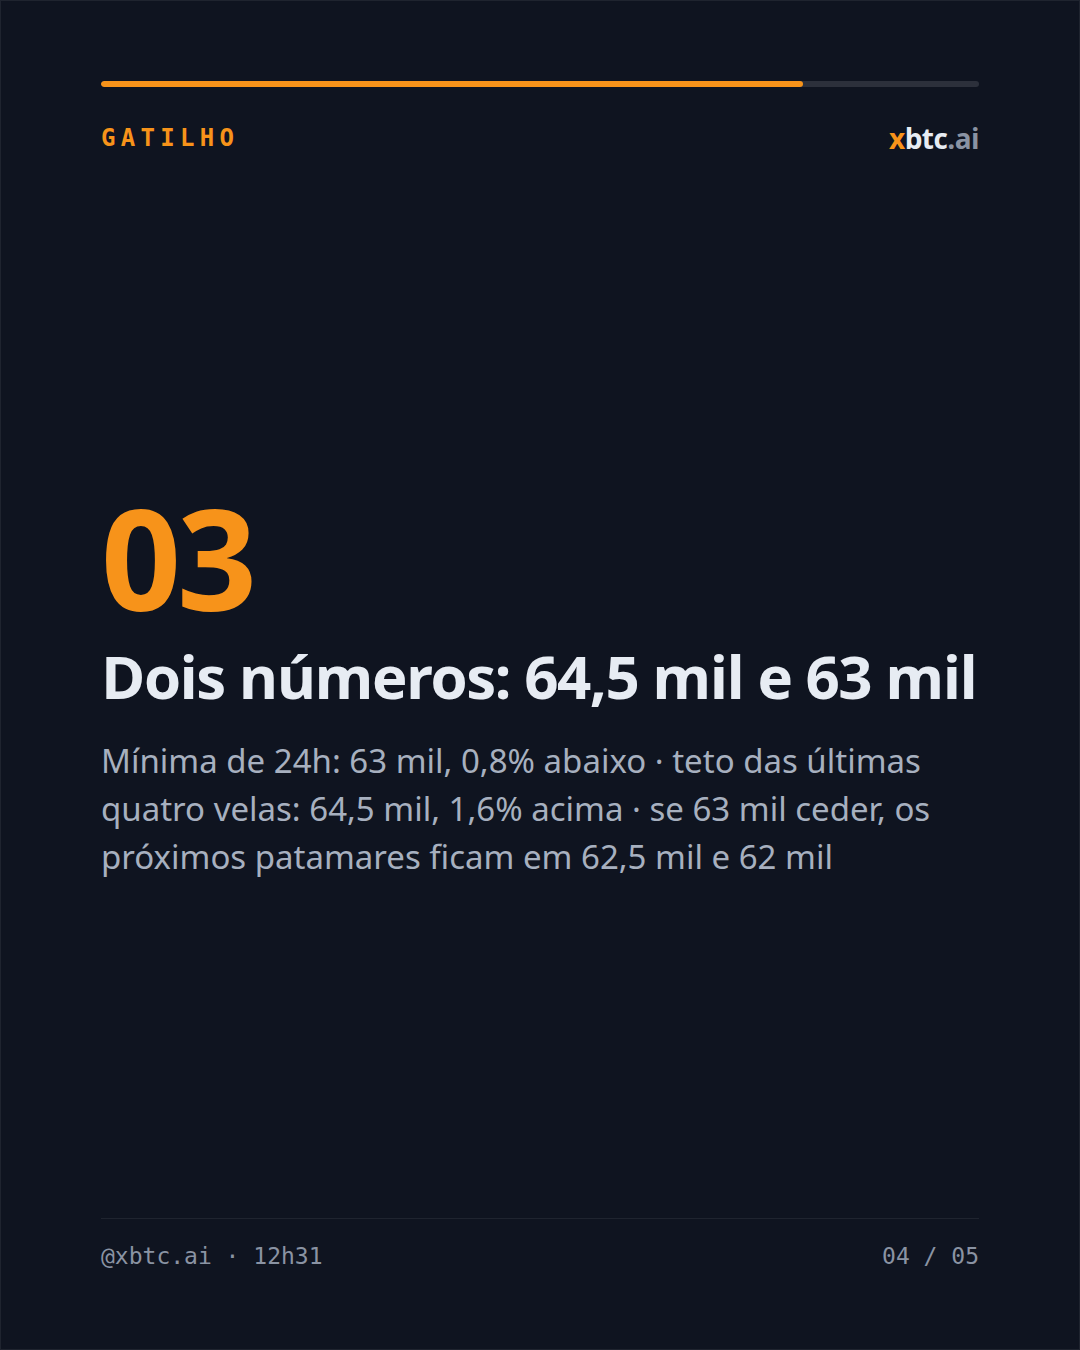 GATILHO
xbtc.ai
03
Dois números: 64,5 mil e 63 mil
Mínima de 24h: 63 mil, 0,8% abaixo · teto das últimas
quatro velas: 64,5 mil, 1,6% acima · se 63 mil ceder, os
próximos patamares ficam em 62,5 mil e 62 mil
@xbtc.ai · 12h31
04 / 05